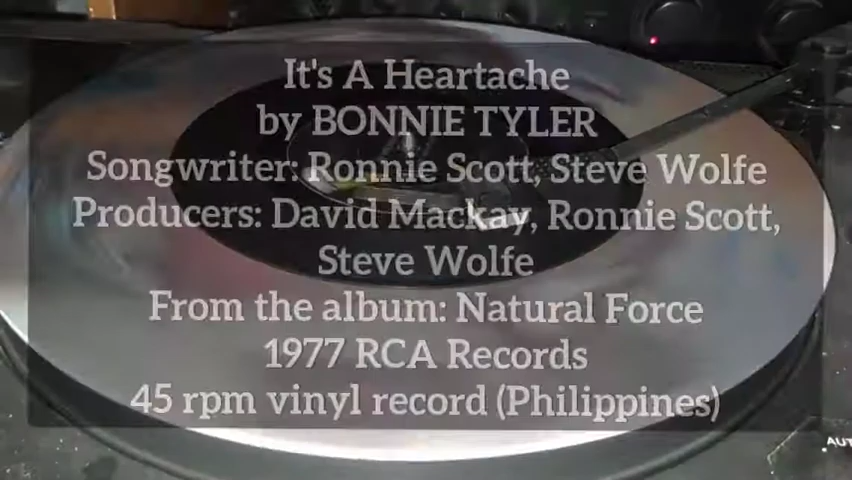 It's A Heartache
by BONNIE TYLER
Songwriter: Ronnie Scott, Steve Wolfe
Producers: David Mackay, Ronnie Scott,
Steve Wolfe
From the album: Natural Force
1977 RCA Records
45 rpm vinyl record (Philippines)